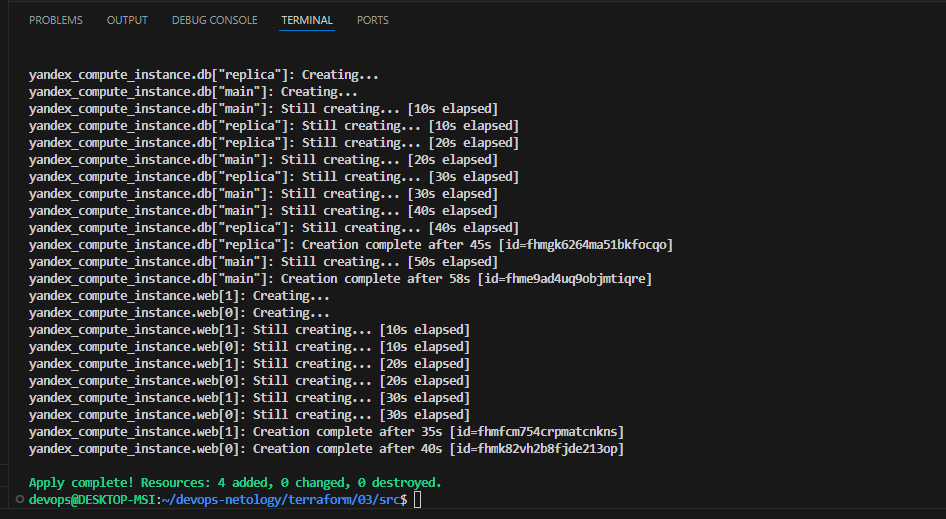 PROBLEMS OUTPUT DEBUG CONSOLE TERMINAL PORTS
yandex_compute_instance.db["replica"]: Creating...
yandex_compute_instance.db["main"]: Creating...
yandex_compute_instance.db["main"]: Still creating... [10s elapsed]
yandex_compute_instance.db["replica"]: Still creating... [10s elapsed]
yandex_compute_instance.db["replica"]: Still creating... [20s elapsed]
yandex_compute_instance.db["main"]: Still creating... [20s elapsed]
yandex_compute_instance.db["replica"]: Still creating... [30s elapsed]
yandex_compute_instance.db["main"]: Still creating... [30s elapsed]
yandex_compute_instance.db["main"]: Still creating... [40s elapsed]
yandex_compute_instance.db["replica"]: Still creating... [40s elapsed]
yandex_compute_instance.db["replica"]: Creation complete after 45s [id=fhmgk6264ma51bkfocqo]
yandex_compute_instance.db["main"]: Still creating... [50s elapsed]
yandex_compute_instance.db["main"]: Creation complete after 58s [id=fhme9ad4uq9objmtiqre]
yandex_compute_instance.web[1]: Creating...
yandex_compute_instance.web[0]: Creating...
yandex_compute_instance.web[1]: Still creating... [10s elapsed]
yandex_compute_instance.web[0]: Still creating... [10s elapsed]
yandex_compute_instance.web[1]: Still creating... [20s elapsed]
yandex_compute_instance.web[0]: Still creating... [20s elapsed]
yandex_compute_instance.web[1]: Still creating... [30s elapsed]
yandex_compute_instance.web[0]: Still creating... [30s elapsed]
yandex_compute_instance.web[1]: Creation complete after 35s [id=fhmfcm754crpmatcnkns]
yandex_compute_instance.web[0]: Creation complete after 40s [id=fhmk82vh2b8fjde213op]
Apply complete! Resources: 4 added, 0 changed, 0 destroyed.
devops@DESKTOP-MSI:~/devops-netology/terraform/03/src$